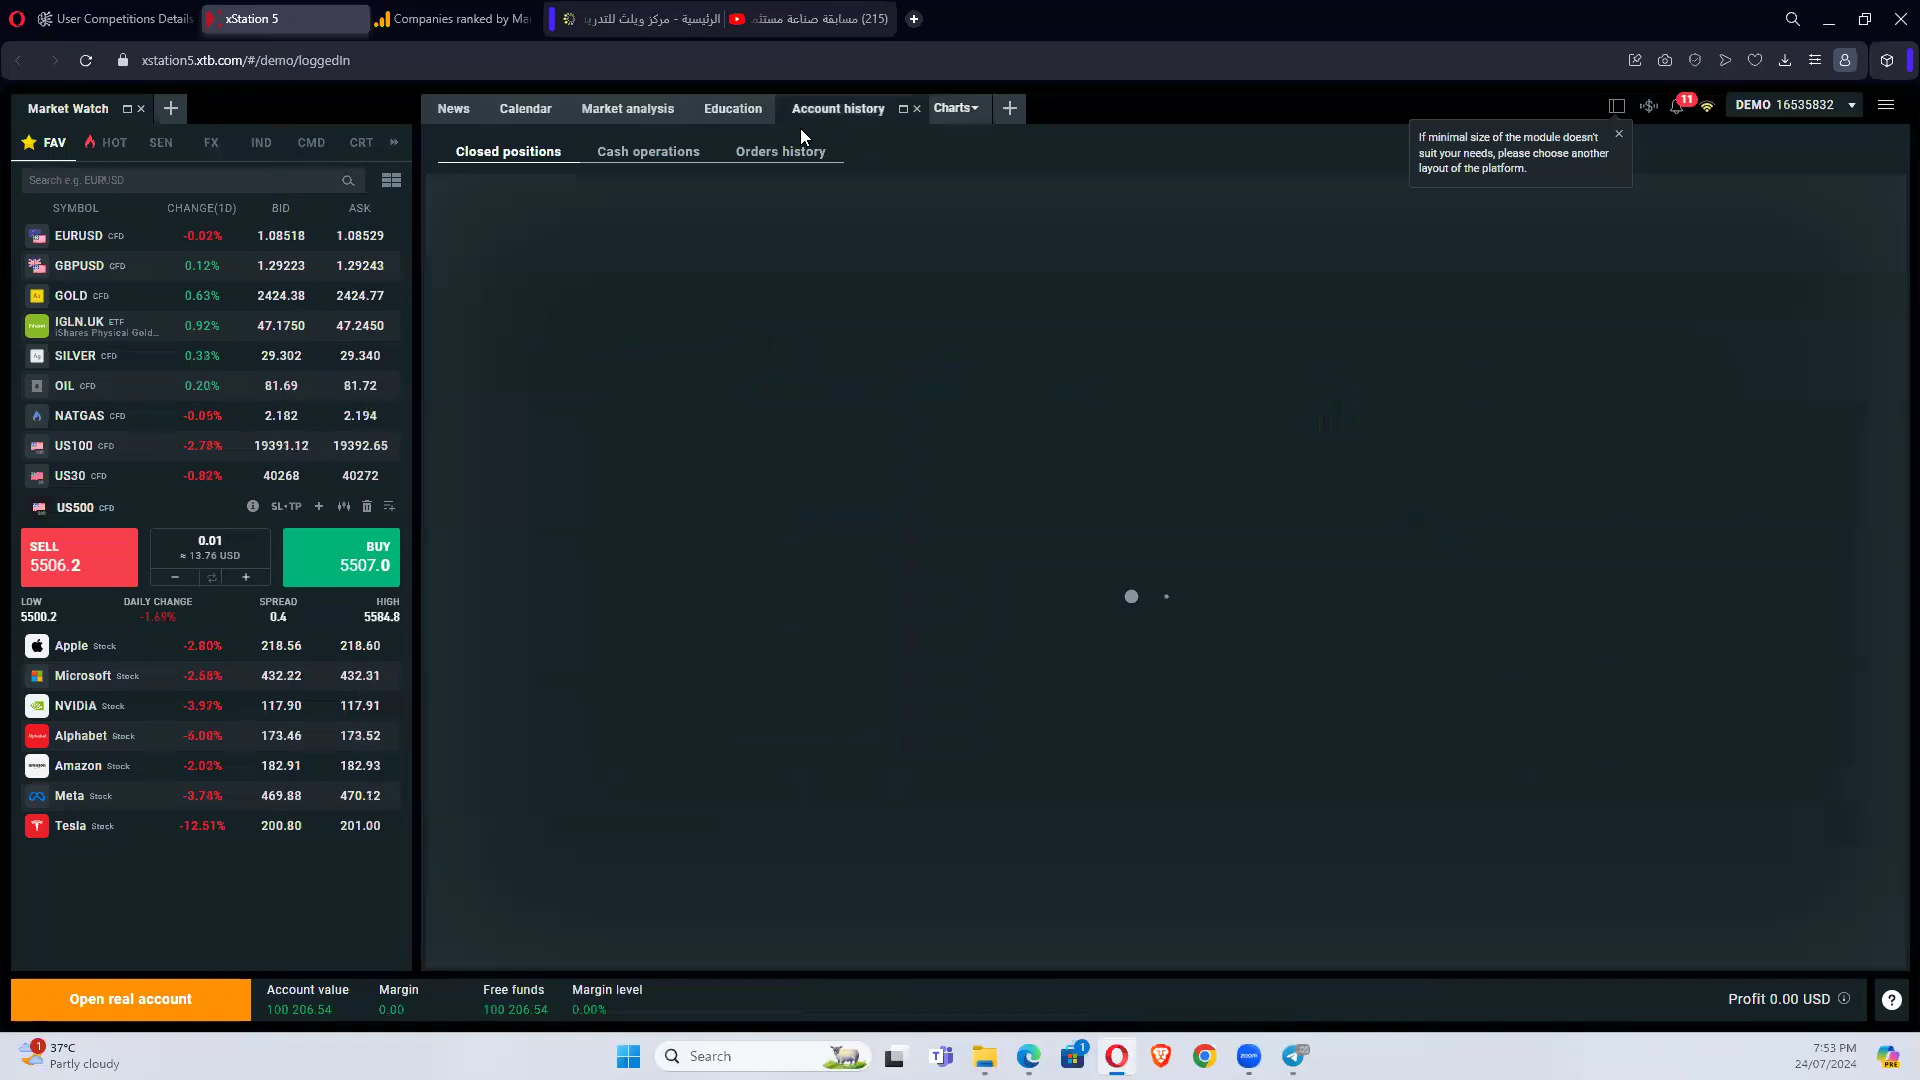 User Competitions Details
xStation 5
Companies ranked by Ma
الرئيسية - مركز ويلث للتدري
(215) مسابقة صناعة مستثم
xstation5.xtb.com/#/demo/loggedIn
Market Watch
News
Calendar
Market analysis
Education
Account history
Charts
11
DEMO 16535832
FAV
HOT
SEN
FX
IND
CMD
CRT
Closed positions
Cash operations
Orders history
If minimal size of the module doesn't
suit your needs, please choose another
layout of the platform.
Search e.g. EURUSD
SYMBOL CHANGE(1D) BID ASK
EURUSD CFD -0.02% 1.08518 1.08529
GBPUSD CFD 0.12% 1.29223 1.29243
GOLD CFD 0.63% 2424.38 2424.77
IGLN.UK ETF 0.92% 47.1750 47.2450
iShares Physical Gold...
SILVER CFD 0.33% 29.302 29.340
OIL CFD 0.20% 81.69 81.72
NATGAS CFD -0.05% 2.182 2.194
US100 CFD -2.78% 19391.12 19392.65
US30 CFD -0.82% 40268 40272
US500 CFD SL•TP
SELL 0.01 BUY
5506.2 ≈ 13.76 USD 5507.0
LOW DAILY CHANGE SPREAD HIGH
5500.2 -1.69% 0.4 5584.8
Apple Stock -2.80% 218.56 218.60
Microsoft Stock 432.22 432.31
NVIDIA Stock -3.97% 117.90 117.91
Alphabet Stock 173.46 173.52
Amazon Stock 182.91 182.93
Meta Stock 469.88 470.12
Tesla Stock -12.51% 200.80 201.00
Open real account
Account value Margin Free funds Margin level
100 206.54 0.00 100 206.54 0.00%
Profit 0.00 USD
1
37°C
Partly cloudy
Search
1
zoom
7:53 PM
24/07/2024
PRE